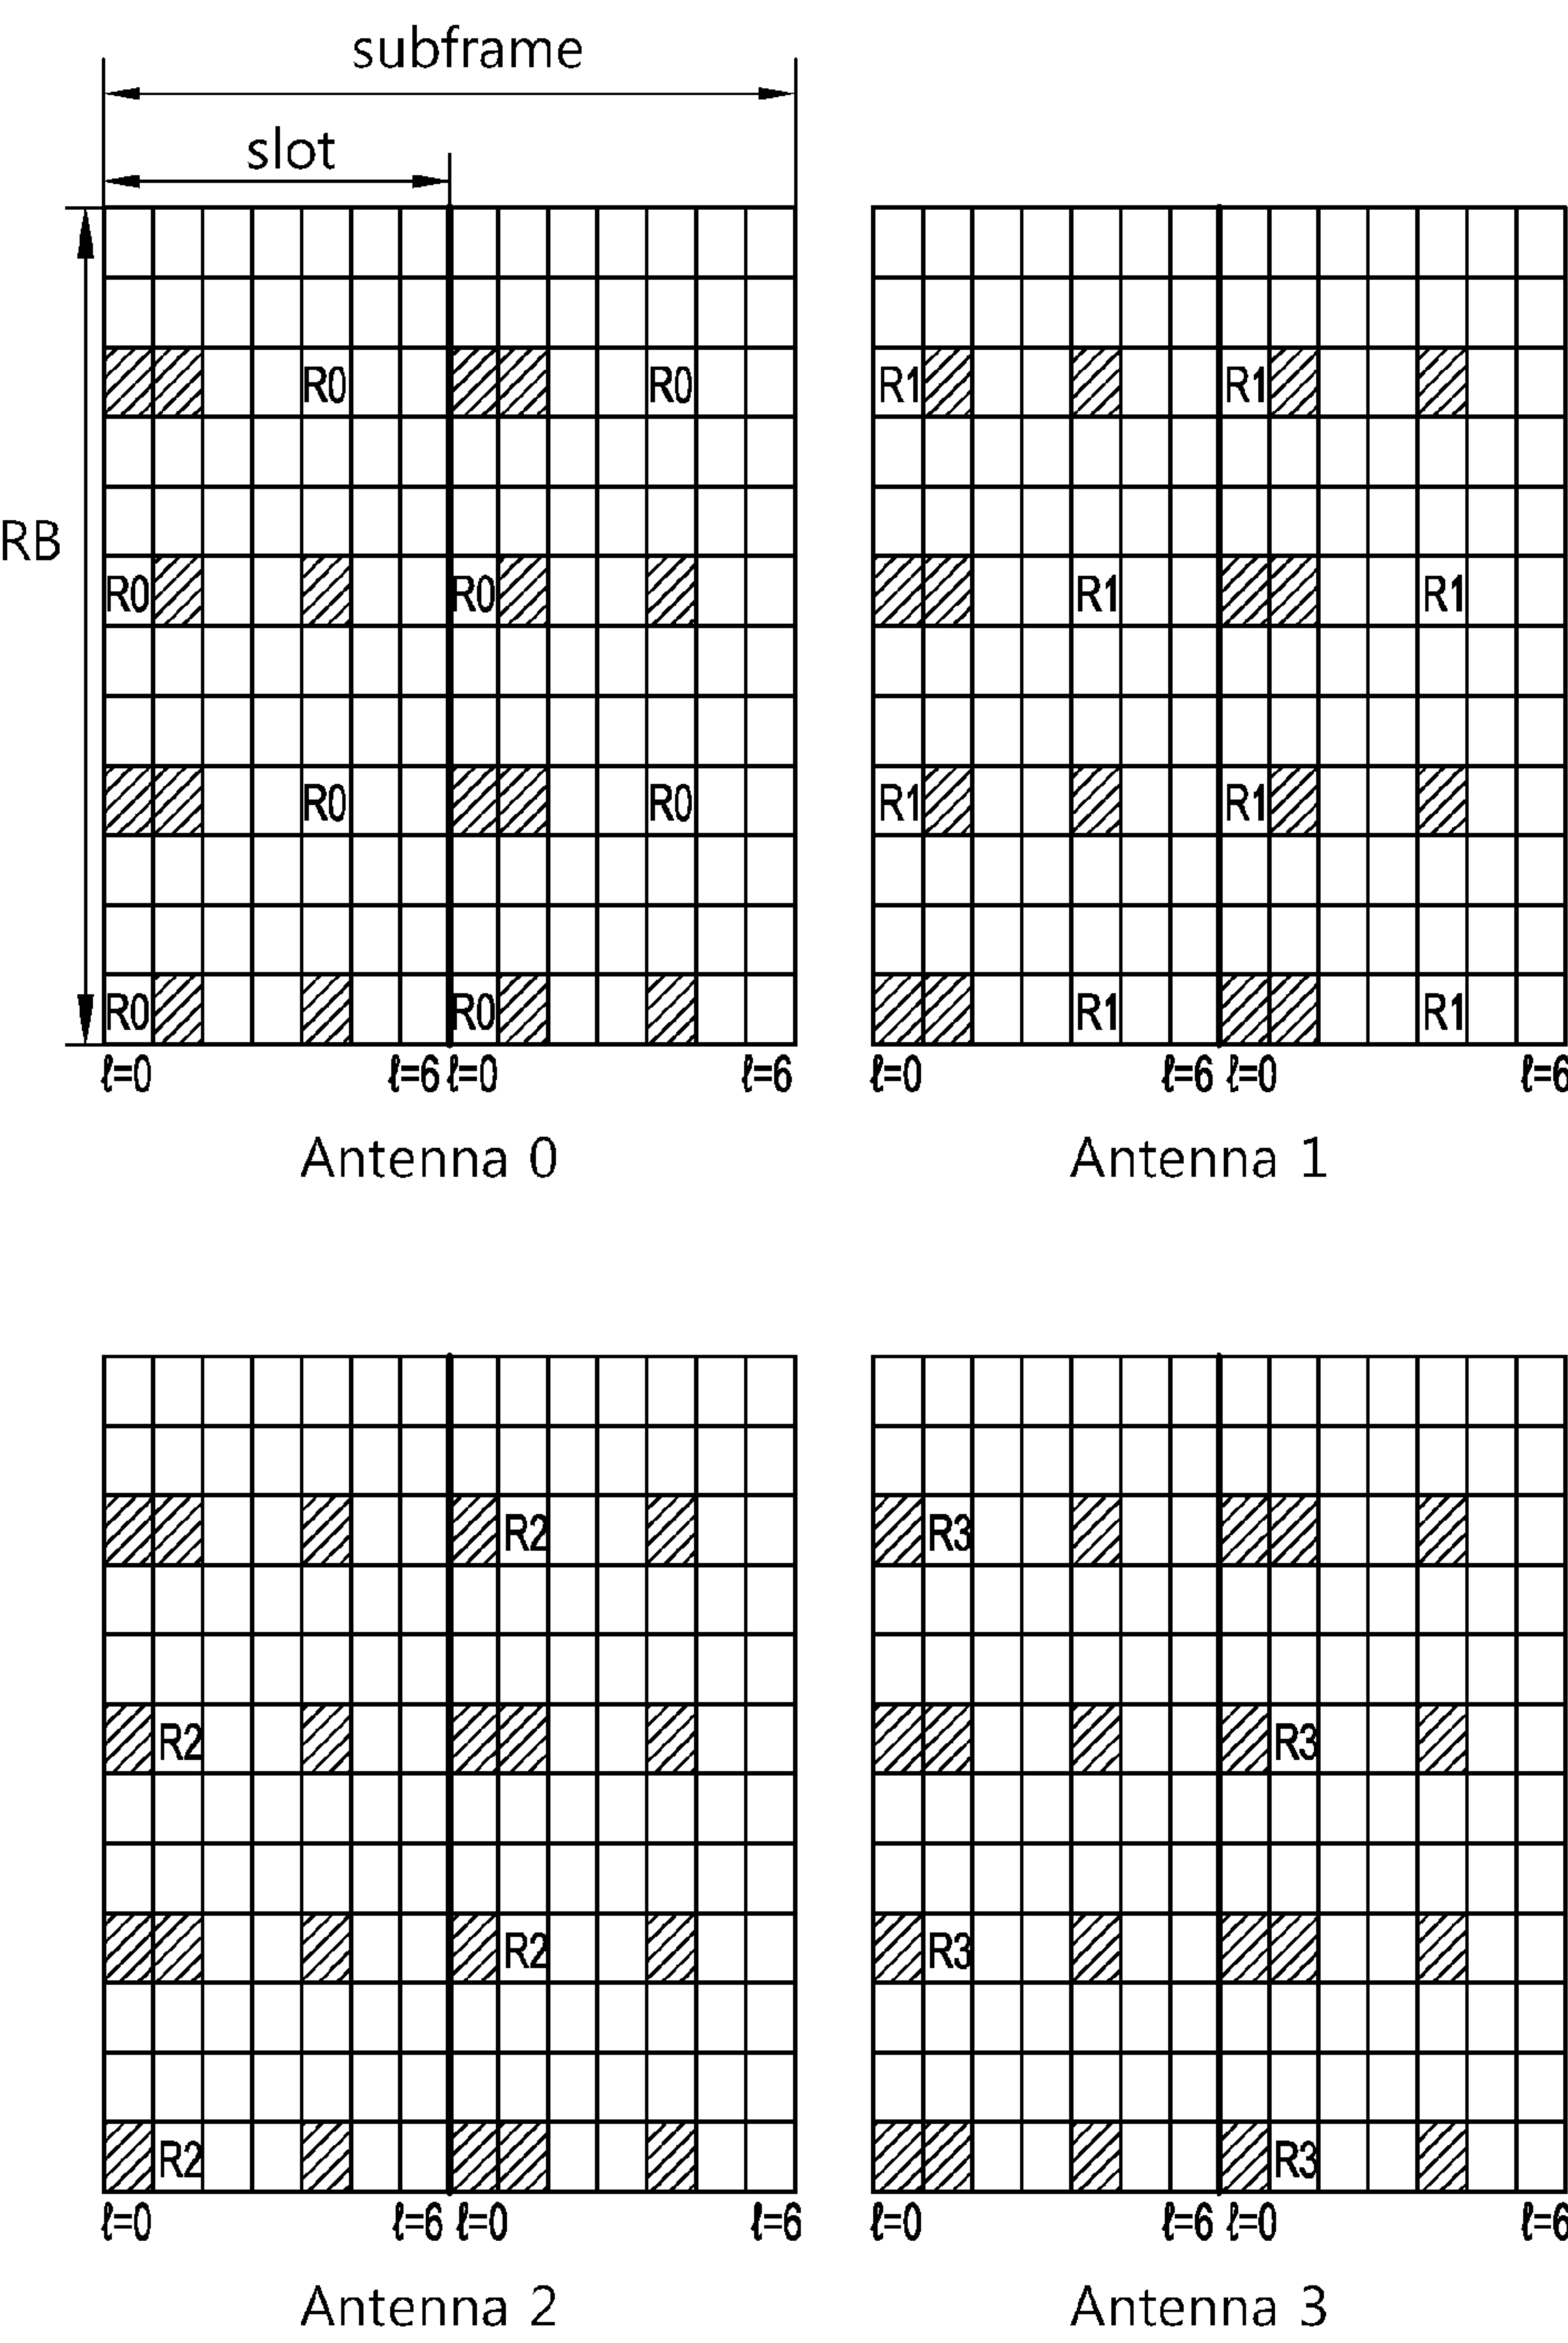 subframe
slot
RB
R0 R0 R1 R1
R0 R0 R1 R1
R0 R0 R1 R1
R0 R0 R1 R1
ℓ=0 ℓ=6 ℓ=0 ℓ=6 ℓ=0 ℓ=6 ℓ=0 ℓ=6
Antenna 0 Antenna 1
R2 R3
R2 R3
R2 R3
R2 R3
ℓ=0 ℓ=6 ℓ=0 ℓ=6 ℓ=0 ℓ=6 ℓ=0 ℓ=6
Antenna 2 Antenna 3